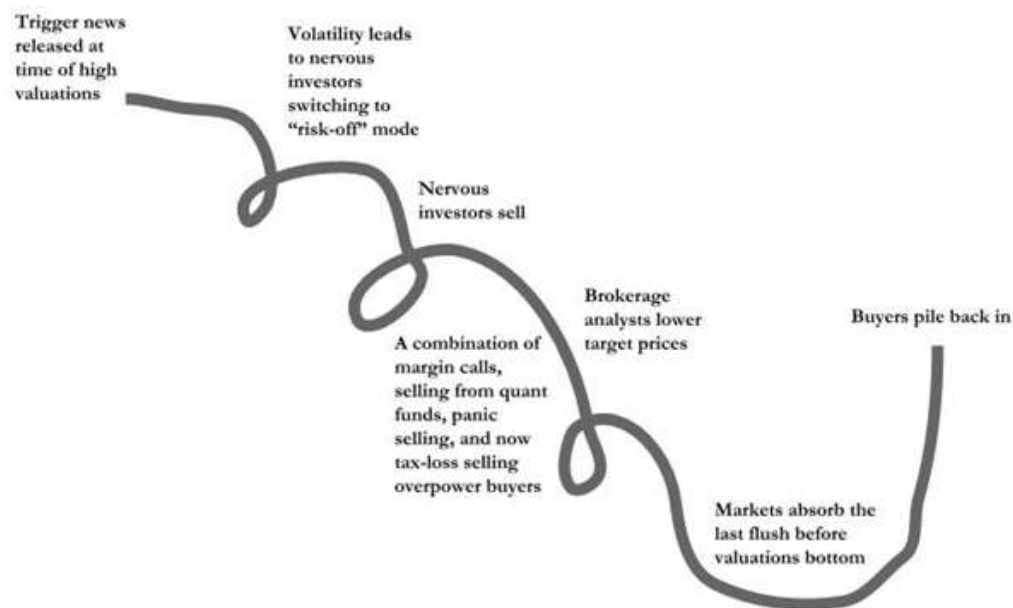 Trigger news
released at
time of high
valuations
Volatility leads
to nervous
investors
switching to
“risk-off” mode
Nervous
investors sell
A combination of
margin calls,
selling from quant
funds, panic
selling, and now
tax-loss selling
overpower buyers
Brokerage
analysts lower
target prices
Markets absorb the
last flush before
valuations bottom
Buyers pile back in